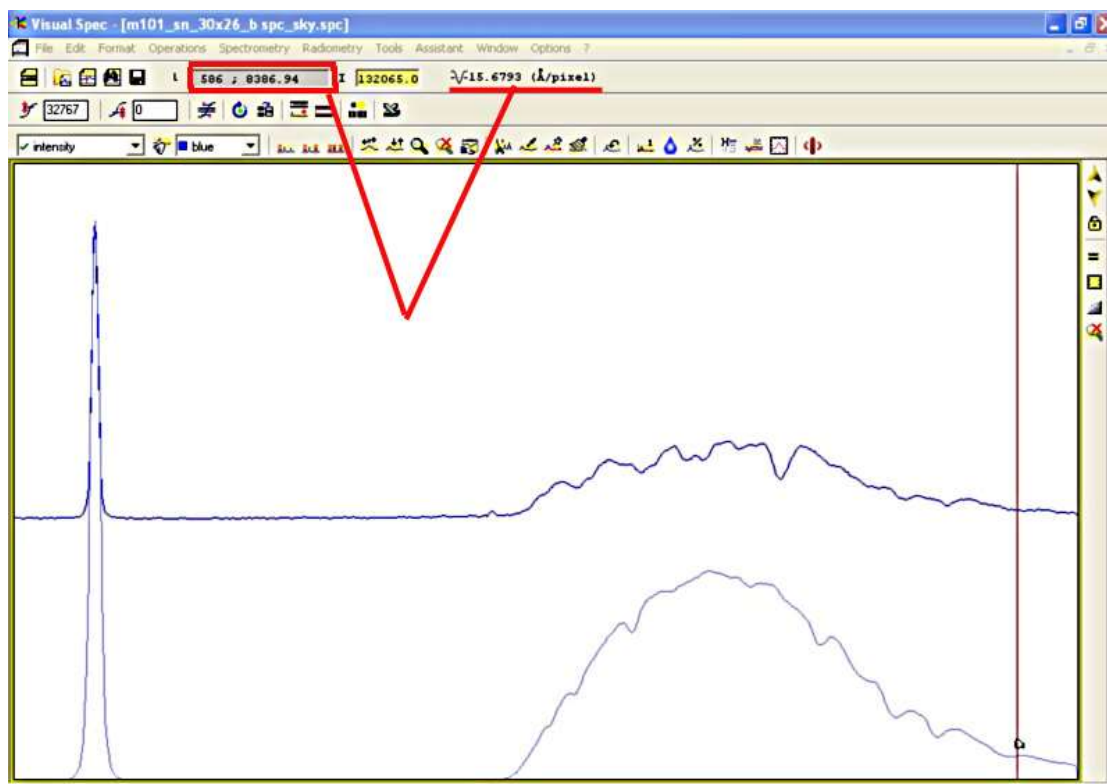 Visual Spec - [m101_sn_30x26_b spc_sky.spc]
File Edit Format Operations Spectrometry Radiometry Tools Assistant Window Options ?
586 ; 8386.94 I 132065.0 15.6793 (Å/pixel)
32767 0
intensity blue